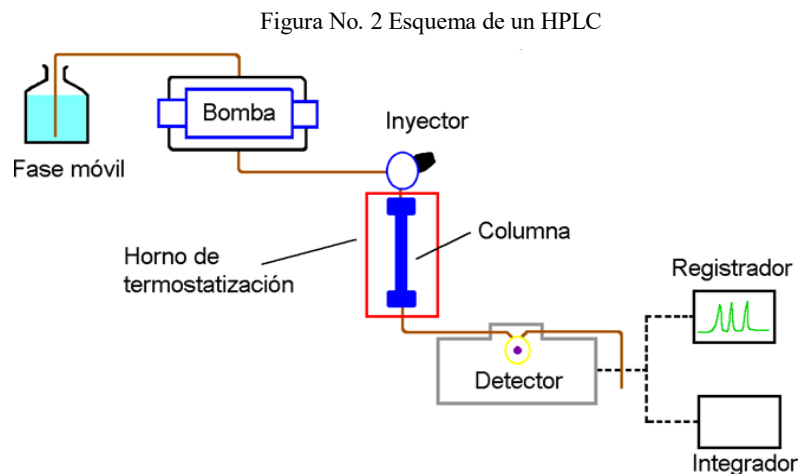 Figura No. 2 Esquema de un HPLC
Bomba
Inyector
Fase móvil
Columna
Horno de
termostatización
Registrador
Detector
Integrador